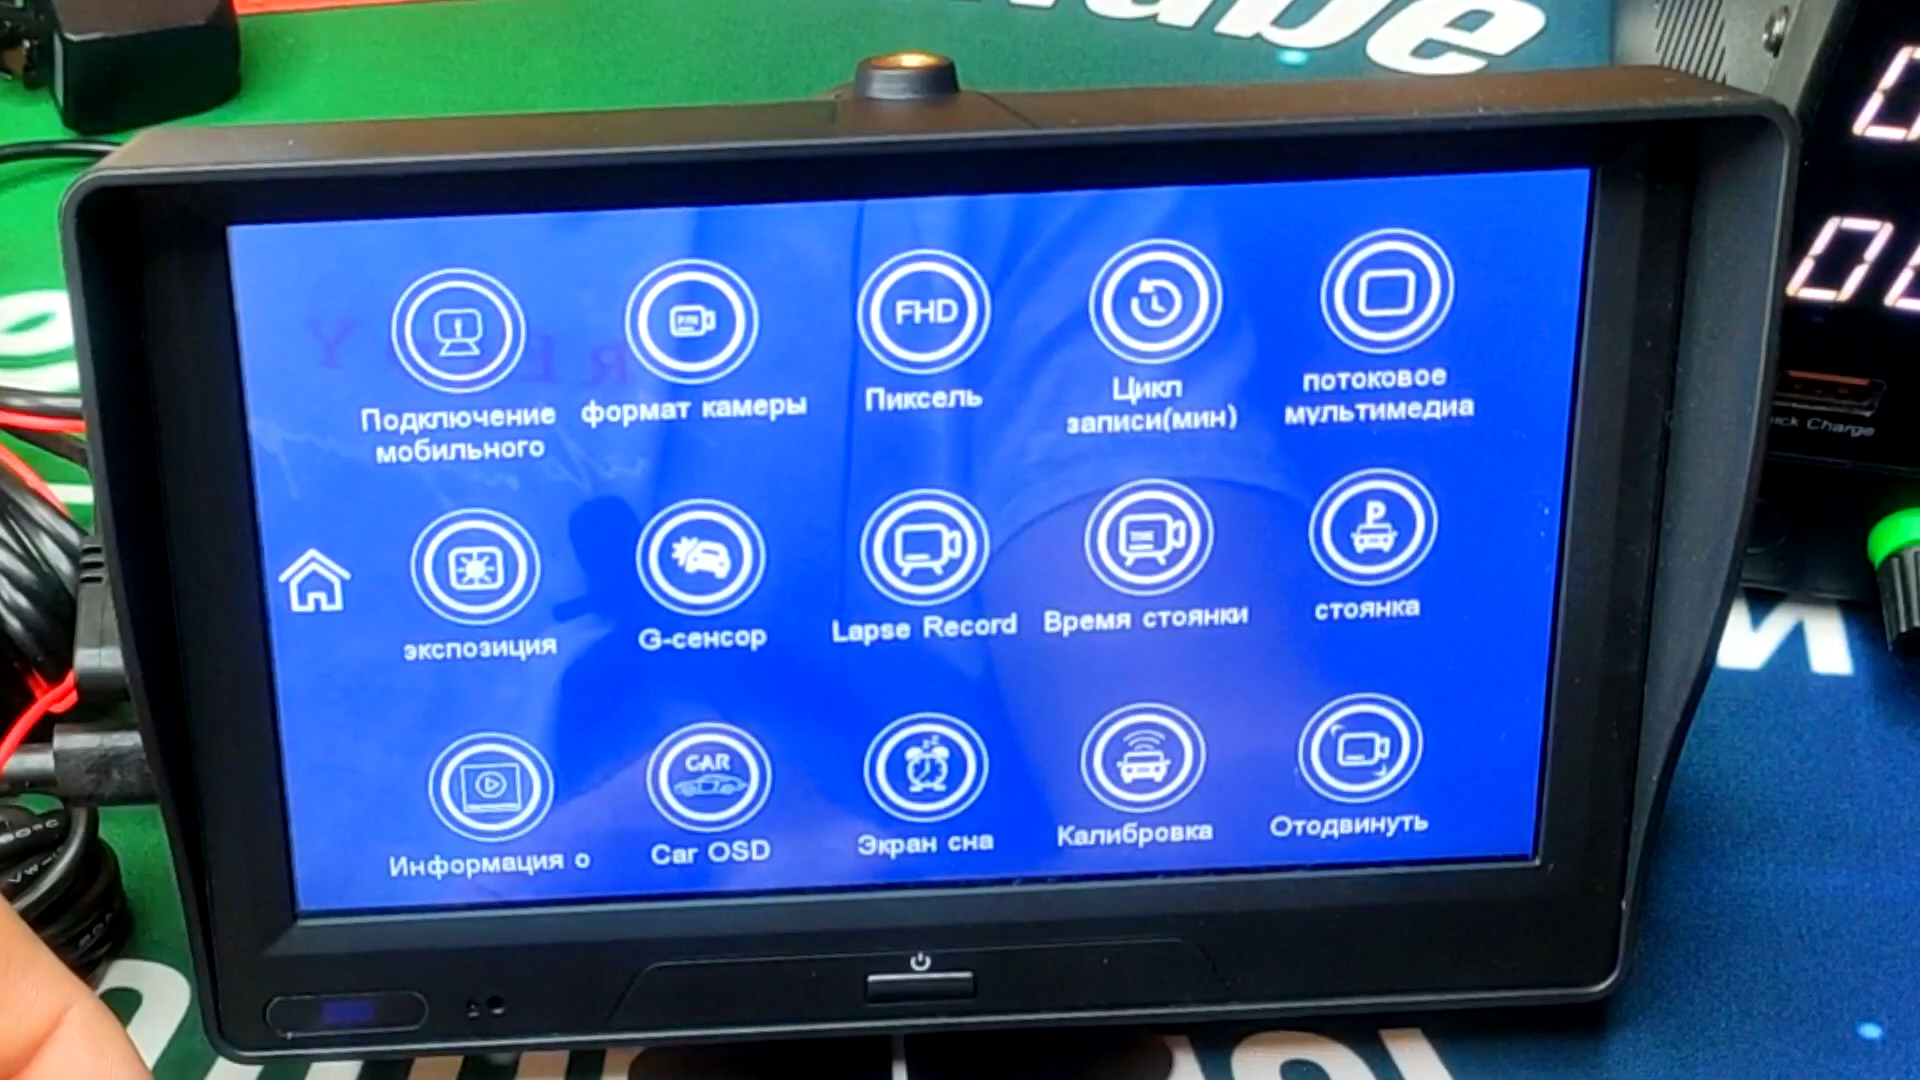 FHD
Подключение
мобильного
формат камеры
Пиксель
Цикл
записи(мин)
потоковое
мультимедиа
экспозиция
G-сенсор
Lapse Record
Время стоянки
P
стоянка
CAR
Информация о
Car OSD
Экран сна
Калибровка
Отодвинуть
Charge